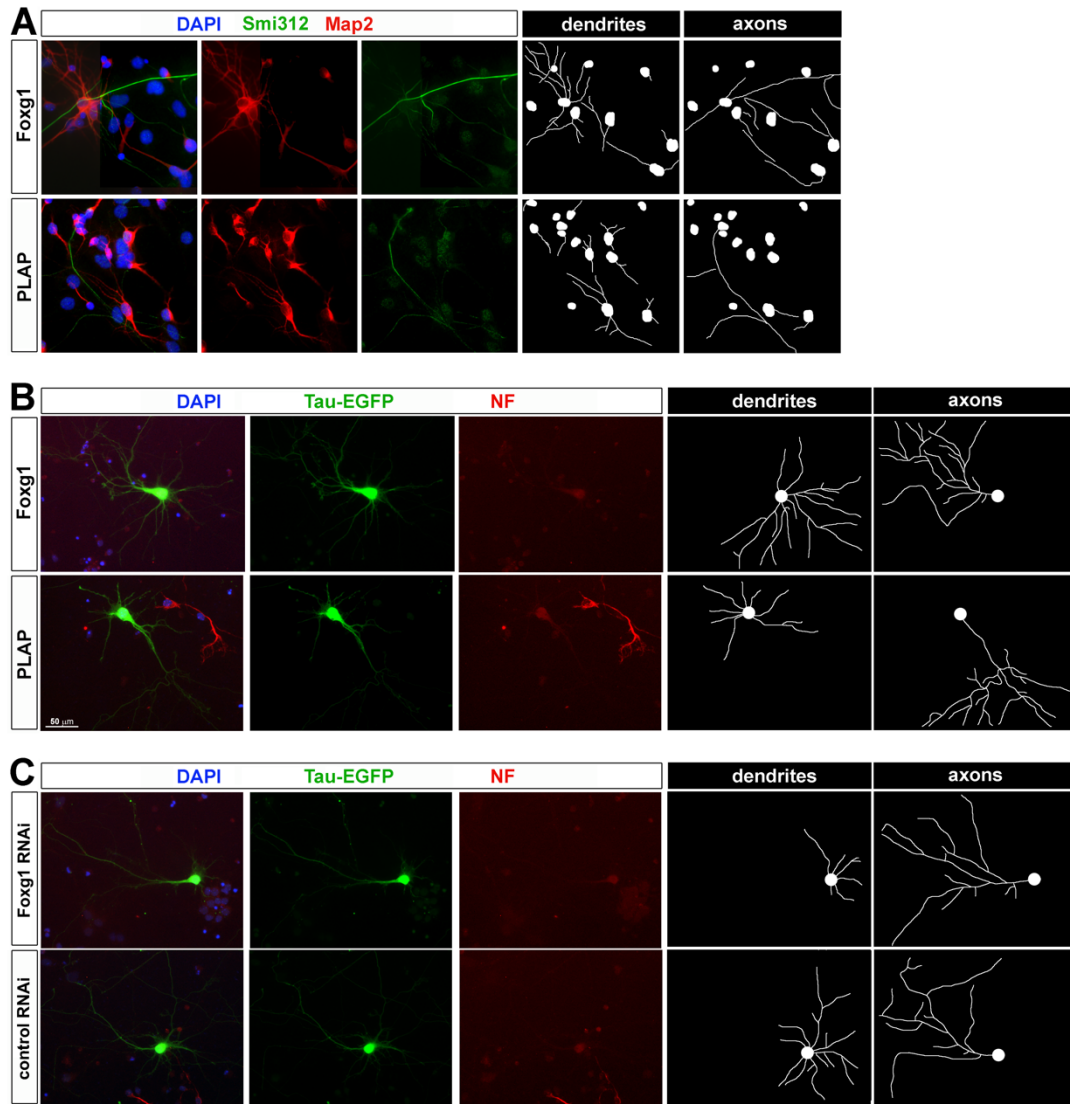 A
DAPI Smi312 Map2 dendrites axons
Foxg1
PLAP
B
DAPI Tau-EGFP NF dendrites axons
Foxg1
PLAP
50 μm
C
DAPI Tau-EGFP NF dendrites axons
Foxg1 RNAi
control RNAi